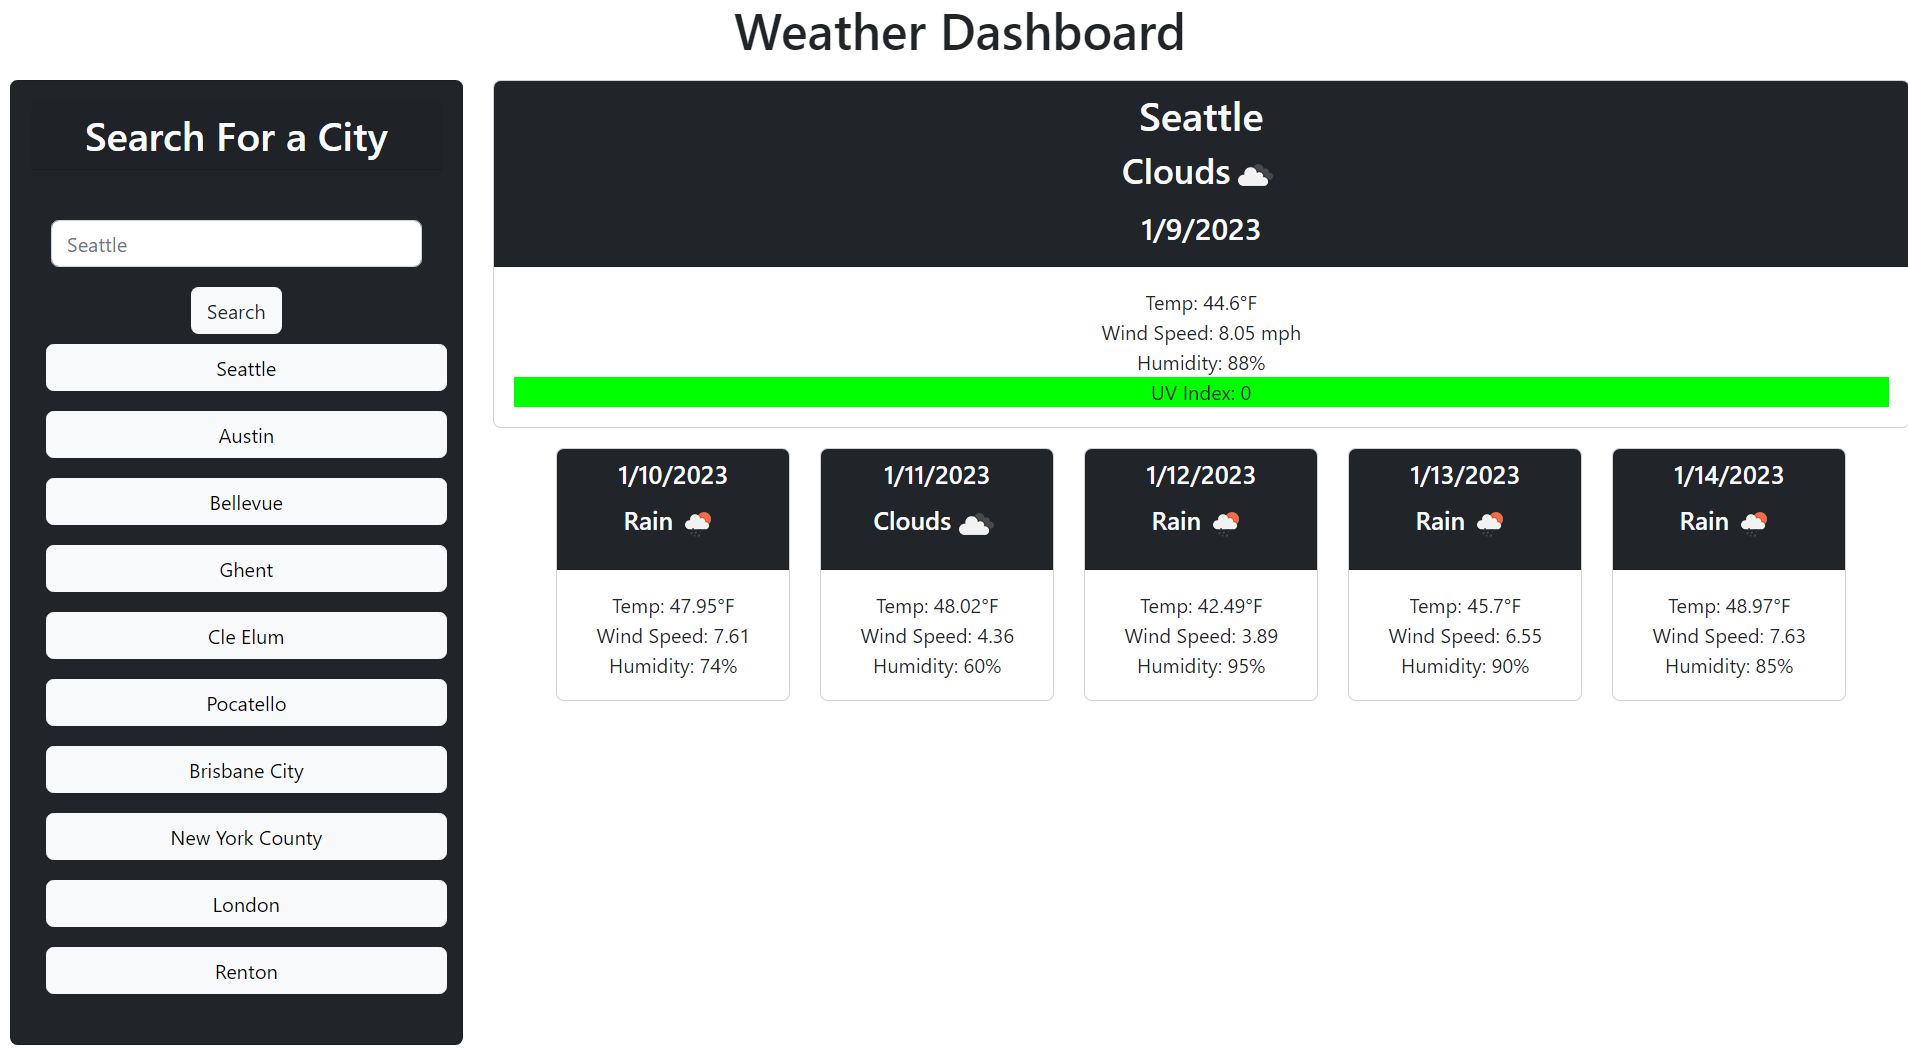 Weather Dashboard
Search For a City
Seattle
Search
Seattle
Austin
Bellevue
Ghent
Cle Elum
Pocatello
Brisbane City
New York County
London
Renton
Seattle
Clouds
1/9/2023
Temp: 44.6°F
Wind Speed: 8.05 mph
Humidity: 88%
UV Index: 0
1/10/2023
Rain
Temp: 47.95°F
Wind Speed: 7.61
Humidity: 74%
1/11/2023
Clouds
Temp: 48.02°F
Wind Speed: 4.36
Humidity: 60%
1/12/2023
Rain
Temp: 42.49°F
Wind Speed: 3.89
Humidity: 95%
1/13/2023
Rain
Temp: 45.7°F
Wind Speed: 6.55
Humidity: 90%
1/14/2023
Rain
Temp: 48.97°F
Wind Speed: 7.63
Humidity: 85%